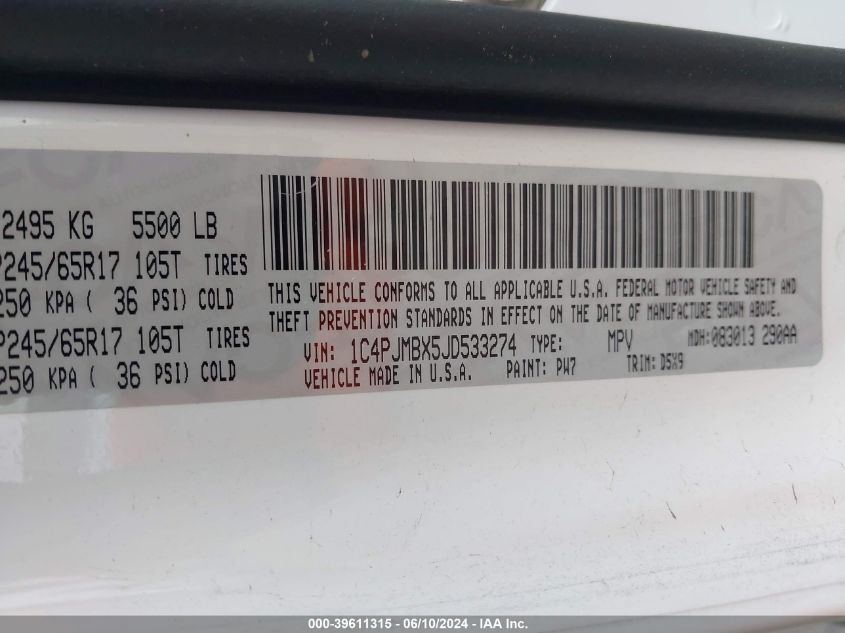 2495 KG 5500 LB
P245/65R17 105T TIRES
250 KPA ( 36 PSI) COLD
P245/65R17 105T TIRES
250 KPA ( 36 PSI) COLD
THIS VEHICLE CONFORMS TO ALL APPLICABLE U.S.A. FEDERAL MOTOR VEHICLE SAFETY AND
THEFT PREVENTION STANDARDS IN EFFECT ON THE DATE OF MANUFACTURE SHOWN ABOVE.
VIN: 1C4PJMBX5JD533274 TYPE: MPV MDH:083013 290AA
VEHICLE MADE IN U.S.A. PAINT: PW7 TRIM: D5X9
000-39611315 - 06/10/2024 - IAA Inc.